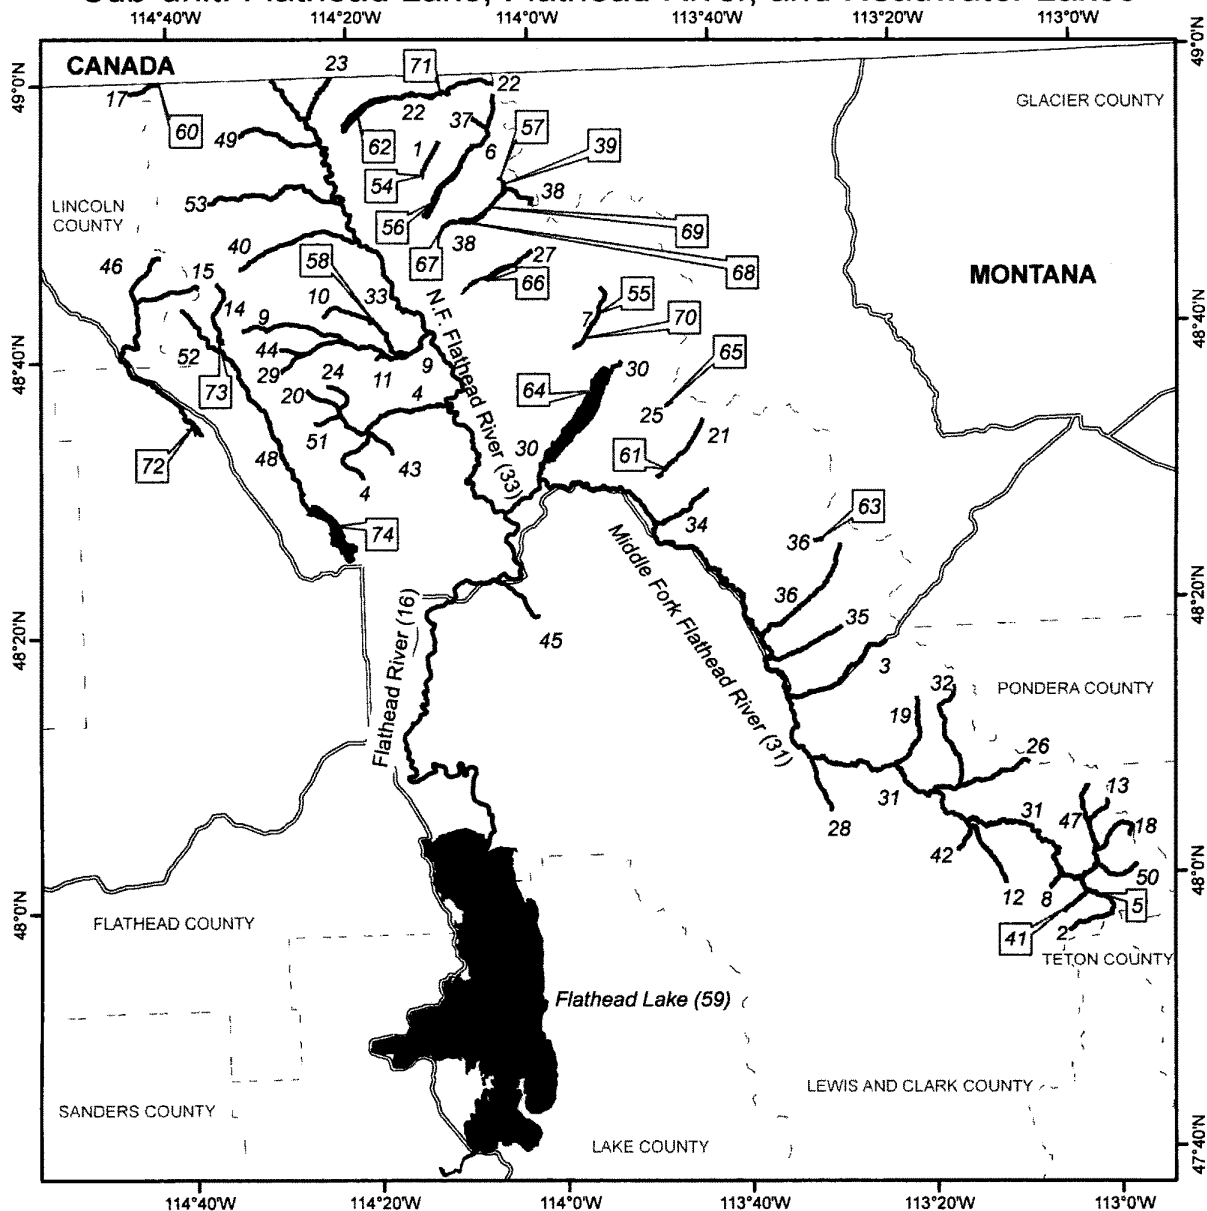 Sub-unit: Flathead Lake, Flathead River, and Headwater Lakes
114°40'W 114°20'W 114°0'W 113°40'W 113°20'W 113°0'W
49°0'N
49°0'N
CANADA
23
71
22
17
60
49
22
62
37
57
GLACIER COUNTY
1
6
39
54
38
53
56
69
LINCOLN
COUNTY
40
38
67
68
46
58
27
66
MONTANA
15
10
33
14
9
N.F. Flathead River (33)
55
7
70
48°40'N
48°40'N
52
44
29
24
11
9
4
30
65
73
20
64
25
51
30
21
72
48
43
61
4
74
34
63
36
Middle Fork Flathead River (31)
36
48°20'N
Flathead River (16)
45
35
48°20'N
3
32
PONDERA COUNTY
19
26
31
28
31
13
47
18
42
12
8
50
48°0'N
48°0'N
5
41
2
FLATHEAD COUNTY
TETON COUNTY
Flathead Lake (59)
LEWIS AND CLARK COUNTY
SANDERS COUNTY
LAKE COUNTY
47°40'N
114°40'W 114°20'W 114°0'W 113°40'W 113°20'W 113°0'W